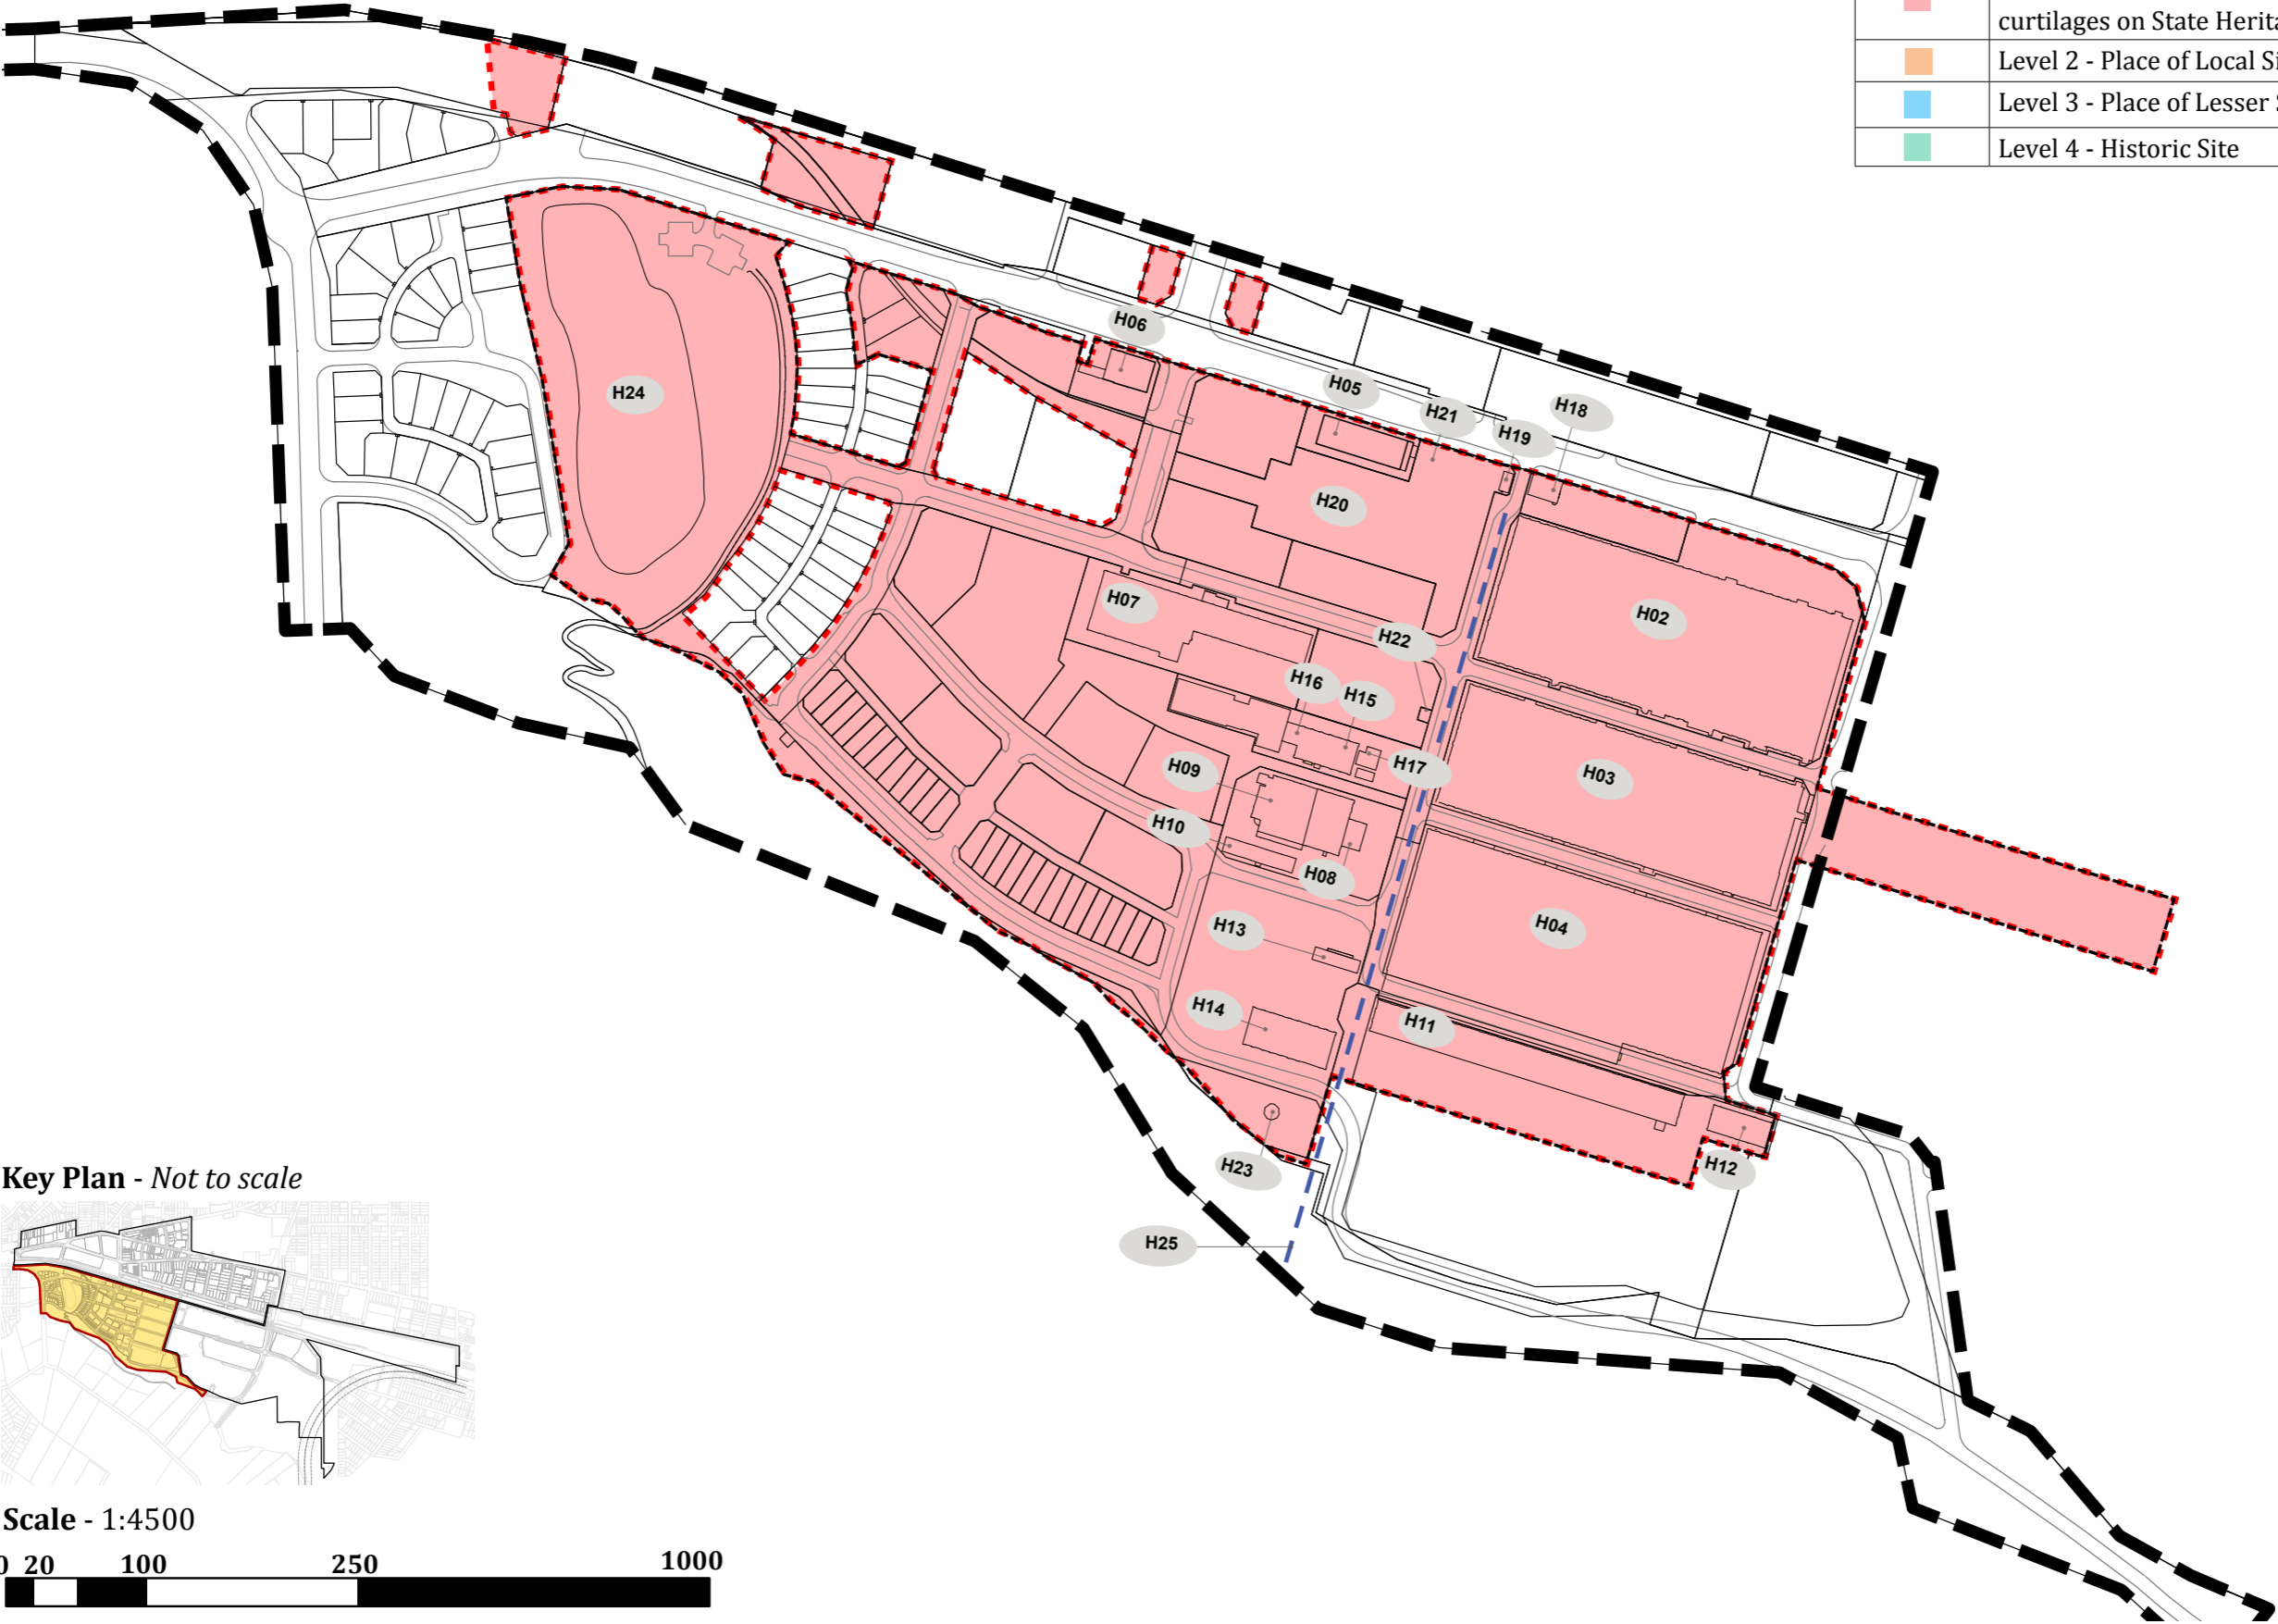 curtilages on State
Level 2 - Place of Local
Level 3 - Place of Lesser
Level 4 - Historic Site
H06
H05
H21
H19
H18
H24
H20
H07
H02
H22
H16
H15
H09
H17
H03
H10
H08
H13
H04
H14
H11
H23
H12
H25
Key Plan - Not to scale
Scale - 1:4500
0 20 100 250 1000